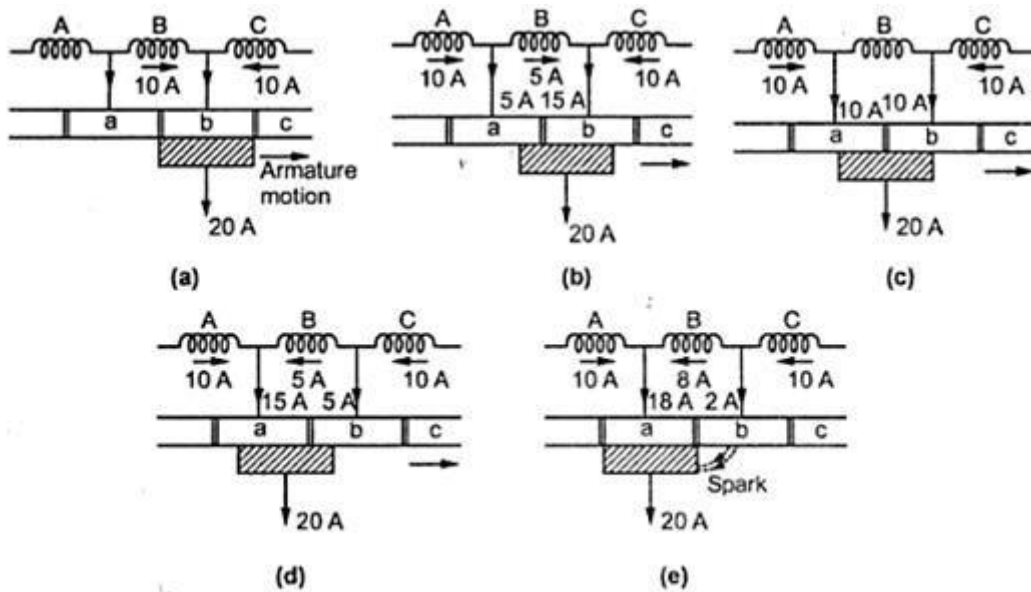 A B C
10 A 10 A
a b c
Armature
motion
20 A
(a)
A B C
10 A 5 A 10 A
5 A 15 A
a b c
20 A
(b)
A B C
10 A 10 A
10 A 10 A
a b c
20 A
(c)
A B C
10 A 5 A 10 A
15 A 5 A
a b c
20 A
(d)
A B C
10 A 8 A 10 A
18 A 2 A
a b c
Spark
20 A
(e)